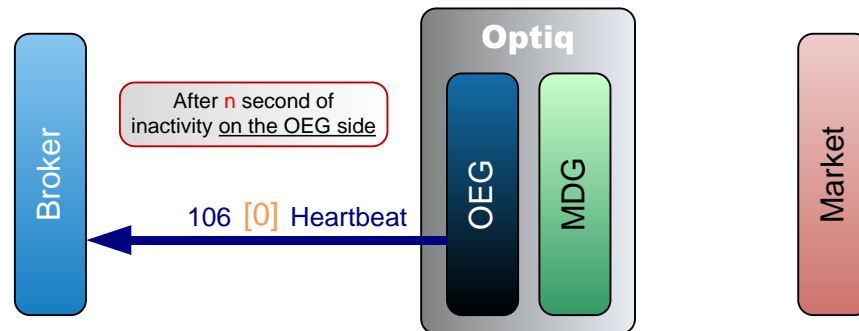 Optiq
After n second of
inactivity on the OEG side
Broker
OEG
MDG
Market
106 [0] Heartbeat